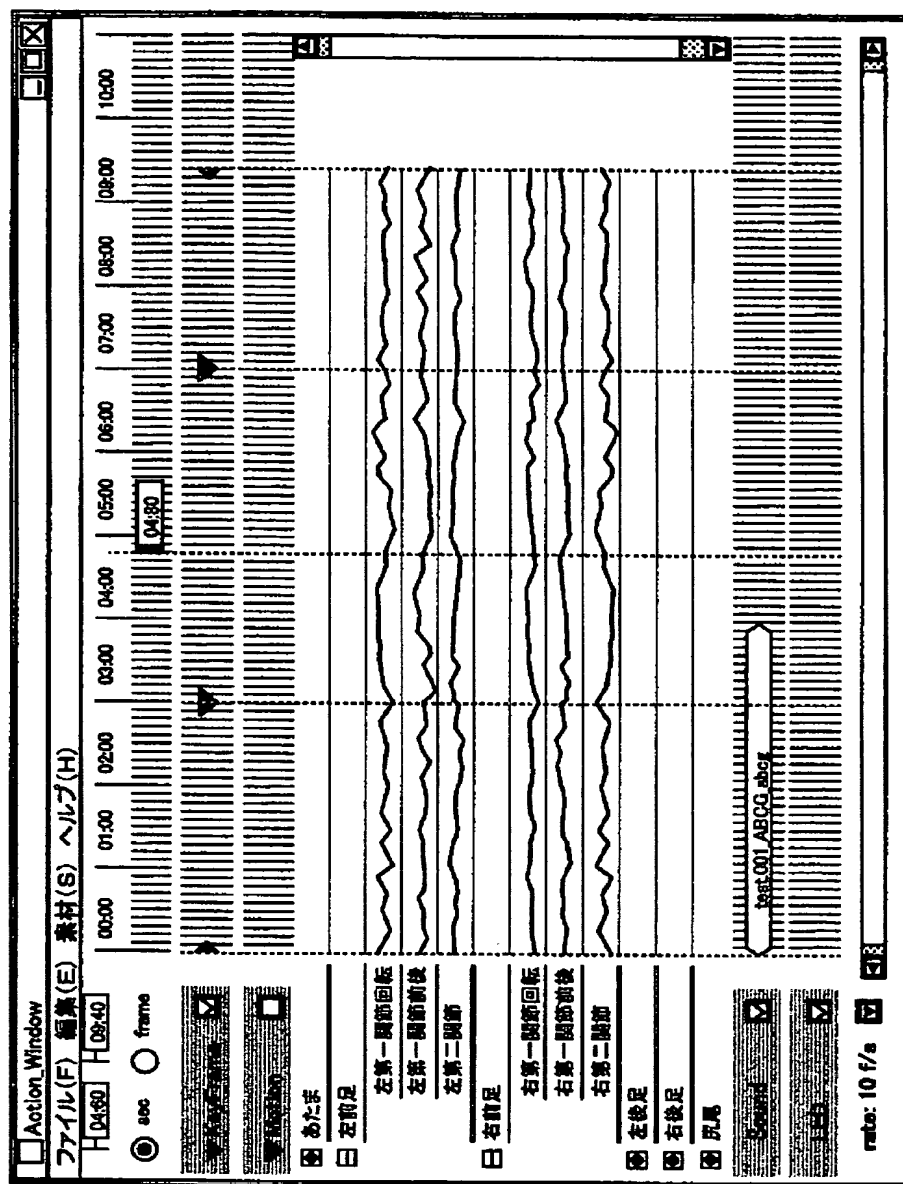 Action_Window
ファイル(F) 編集(E) 素材(S) ヘルプ(H)
04:80 09:40
sec frame
00:00 01:00 02:00 03:00 04:00 05:00 06:00 07:00 08:00 09:00 10:00
04:80
KeyFrame
Motion
あたま
左前足
左第一関節回転
左第一関節前後
左第二関節
右前足
右第一関節回転
右第一関節前後
右第二関節
左後足
右後足
尻尾
Sound
test.001_ABCG_abcg
LED
rate: 10 f/s